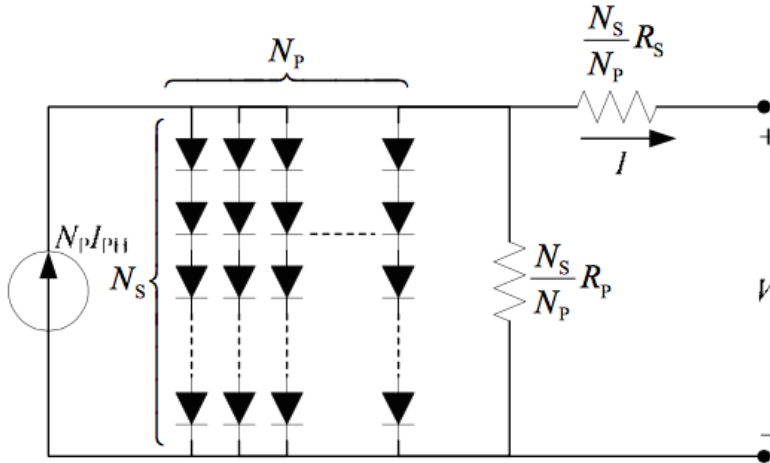 N_P
N_S/N_P R_S
+
I
N_P I_PH
N_S
N_S/N_P R_P
V
−